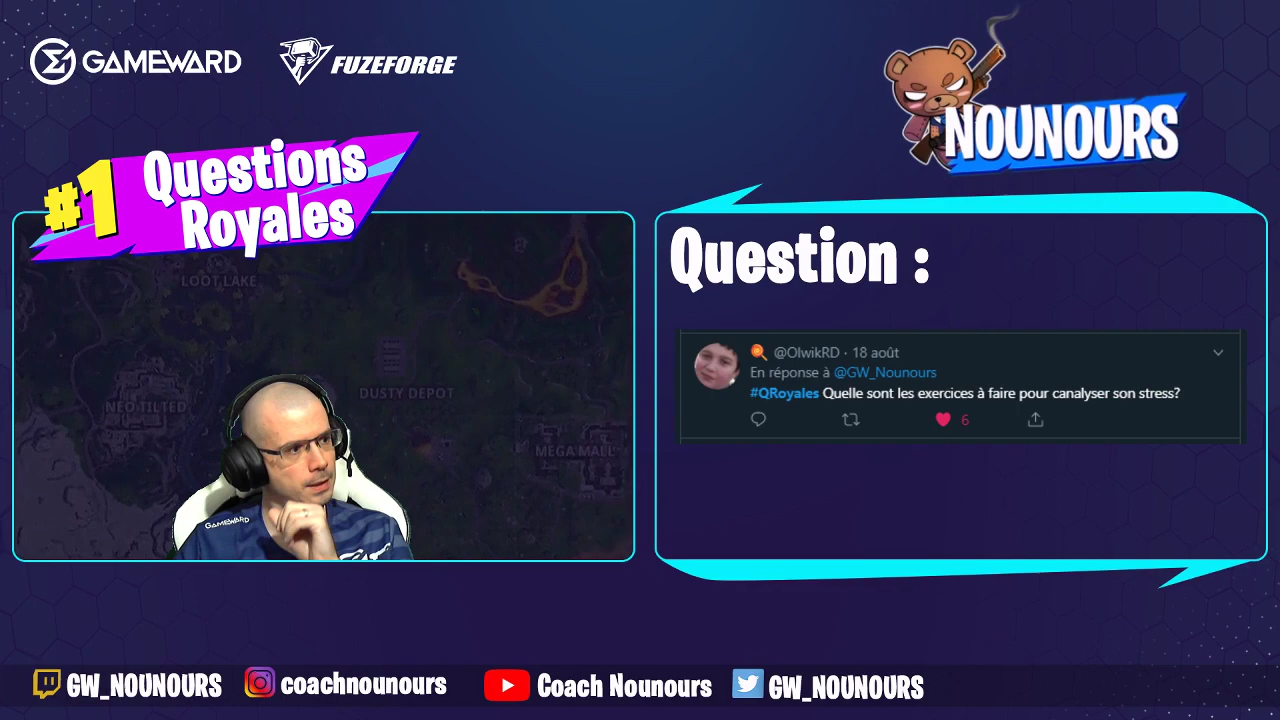 GAMEWARD
FUZEFORGE
NOUNOURS
#1 Questions
Royales
LOOT LAKE
DUSTY DEPOT
NEO TILTED
MEGA MALL
GAMEWARD
Question :
@OlwikRD · 18 août
En réponse à @GW_Nounours
#QRoyales Quelle sont les exercices à faire pour canalyser son stress?
6
GW_NOUNOURS
coachnounours
Coach Nounours
GW_NOUNOURS